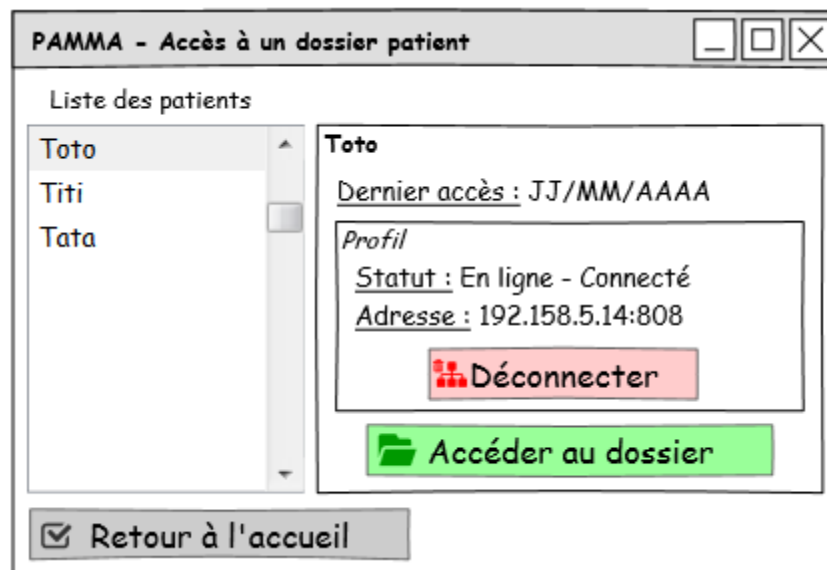 PAMMA - Accès à un dossier patient
Liste des patients
Toto
Titi
Tata
Toto
Dernier accès : JJ/MM/AAAA
Profil
Statut : En ligne - Connecté
Adresse : 192.158.5.14:808
Déconnecter
Accéder au dossier
Retour à l'accueil